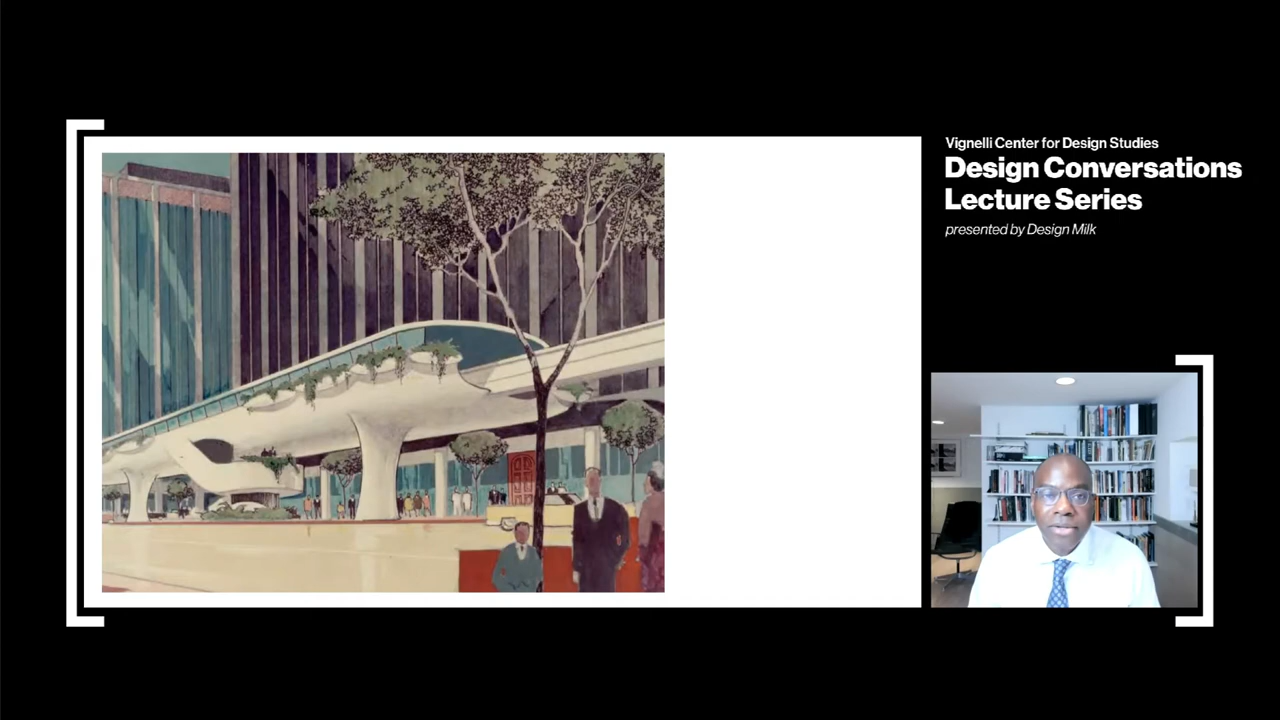 Vignelli Center for Design Studies
Design Conversations
Lecture Series
presented by Design Milk